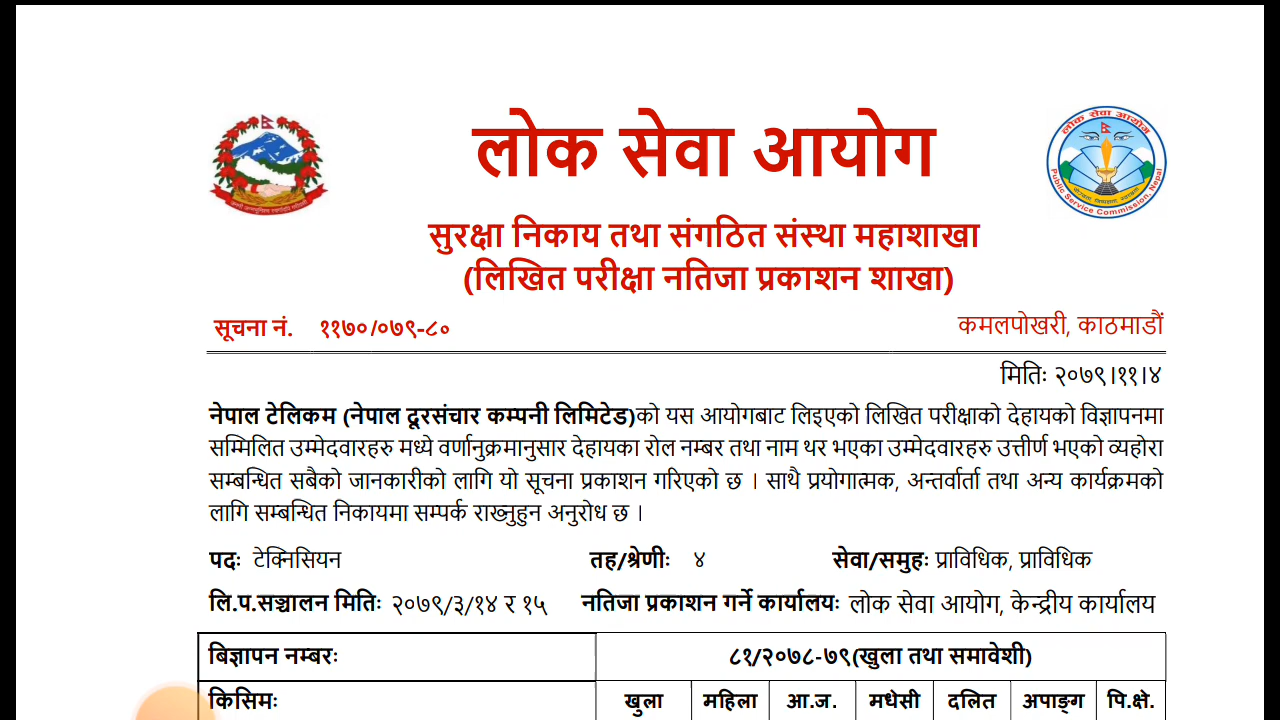 लोक सेवा आयोग
लोक सेवा आयोग
Public Service Commission, Nepal
सुरक्षा निकाय तथा संगठित संस्था महाशाखा
(लिखित परीक्षा नतिजा प्रकाशन शाखा)
सूचना नं. ११७०/०७९-८० कमलपोखरी, काठमाडौं
मितिः २०७९।११।४
नेपाल टेलिकम (नेपाल दूरसंचार कम्पनी लिमिटेड)को यस आयोगबाट लिइएको लिखित परीक्षाको देहायको विज्ञापनमा
सम्मिलित उम्मेदवारहरु मध्ये वर्णानुक्रमानुसार देहायका रोल नम्बर तथा नाम थर भएका उम्मेदवारहरु उत्तीर्ण भएको व्यहोरा
सम्बन्धित सबैको जानकारीको लागि यो सूचना प्रकाशन गरिएको छ । साथै प्रयोगात्मक, अन्तर्वार्ता तथा अन्य कार्यक्रमको
लागि सम्बन्धित निकायमा सम्पर्क राख्नुहुन अनुरोध छ ।
पदः टेक्निसियन तह/श्रेणीः ४ सेवा/समुहः प्राविधिक, प्राविधिक
लि.प.सञ्चालन मितिः २०७९/३/१४ र १५ नतिजा प्रकाशन गर्ने कार्यालयः लोक सेवा आयोग, केन्द्रीय कार्यालय
बिज्ञापन नम्बरः ८१/२०७८-७९(खुला तथा समावेशी)
किसिमः खुला महिला आ.ज. मधेसी दलित अपाङ्ग पि.क्षे.